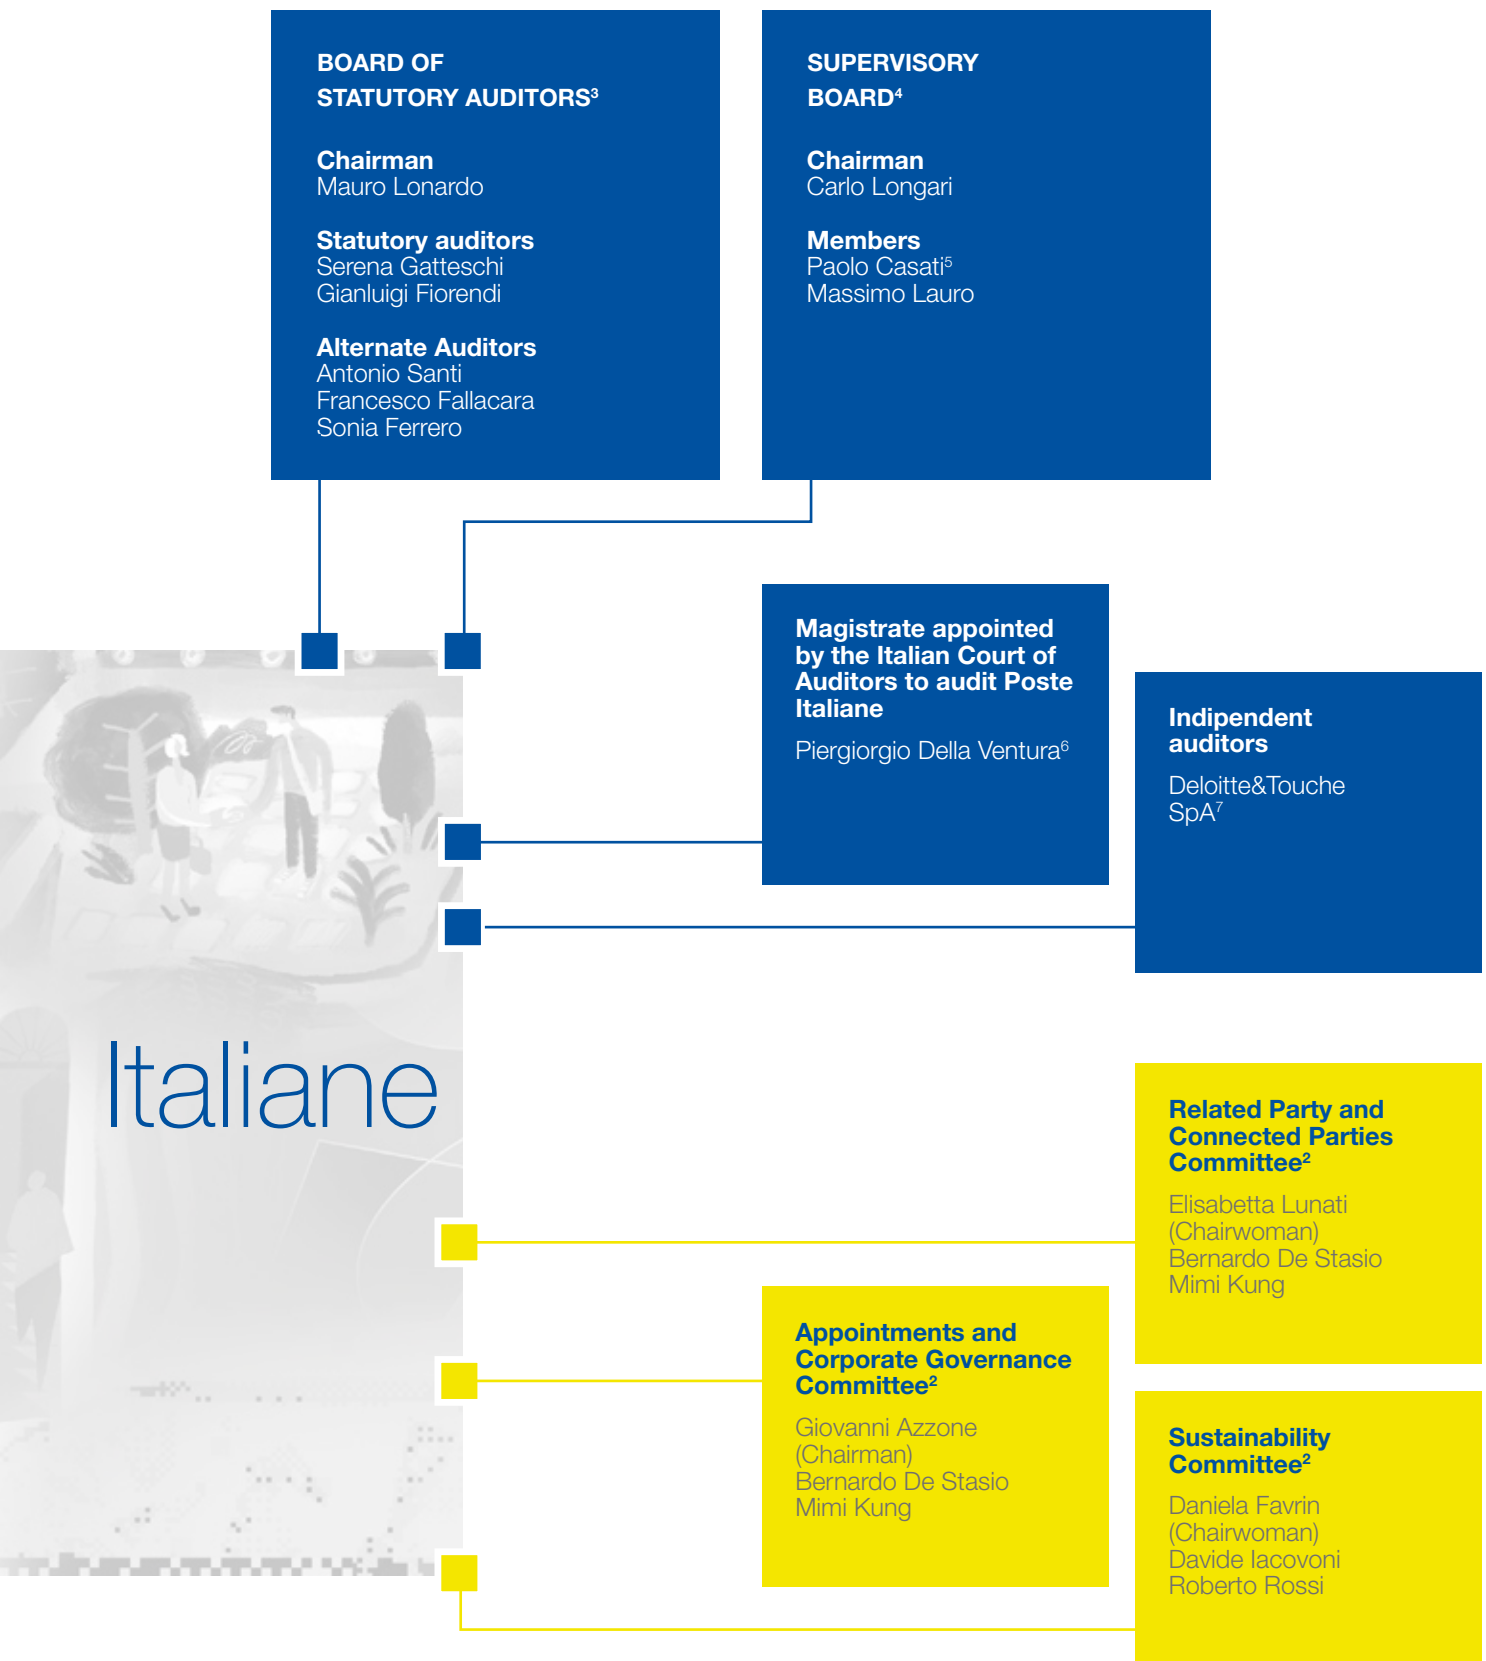 BOARD OF
STATUTORY AUDITORS³
Chairman
Mauro Lonardo
Statutory auditors
Serena Gatteschi
Gianluigi Fiorendi
Alternate Auditors
Antonio Santi
Francesco Fallacara
Sonia Ferrero
SUPERVISORY
BOARD⁴
Chairman
Carlo Longari
Members
Paolo Casati⁵
Massimo Lauro
Magistrate appointed
by the Italian Court of
Auditors to audit Poste
Italiane
Piergiorgio Della Ventura⁶
Indipendent
auditors
Deloitte&Touche
SpA⁷
Italiane
Related Party and
Connected Parties
Committee²
Elisabetta Lunati
(Chairwoman)
Bernardo De Stasio
Mimi Kung
Appointments and
Corporate Governance
Committee²
Giovanni Azzone
(Chairman)
Bernardo De Stasio
Mimi Kung
Sustainability
Committee²
Daniela Favrin
(Chairwoman)
Davide Iacovoni
Roberto Rossi